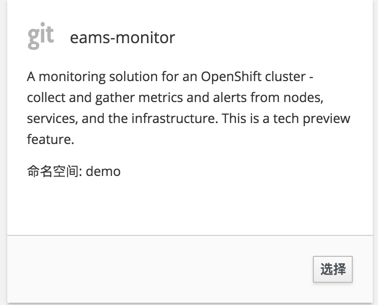 git eams-monitor
A monitoring solution for an OpenShift cluster -
collect and gather metrics and alerts from nodes,
services, and the infrastructure. This is a tech preview
feature.
命名空间: demo
选择